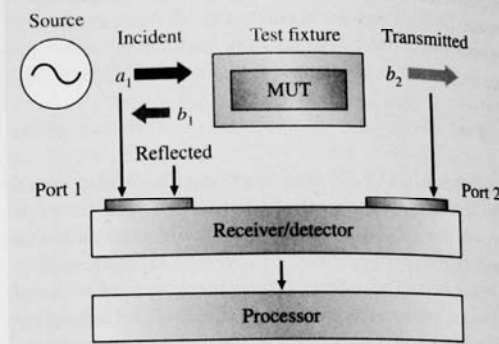 Source
Incident
Test fixture
Transmitted
a1
MUT
b2
b1
Reflected
Port 1
Port 2
Receiver/detector
Processor